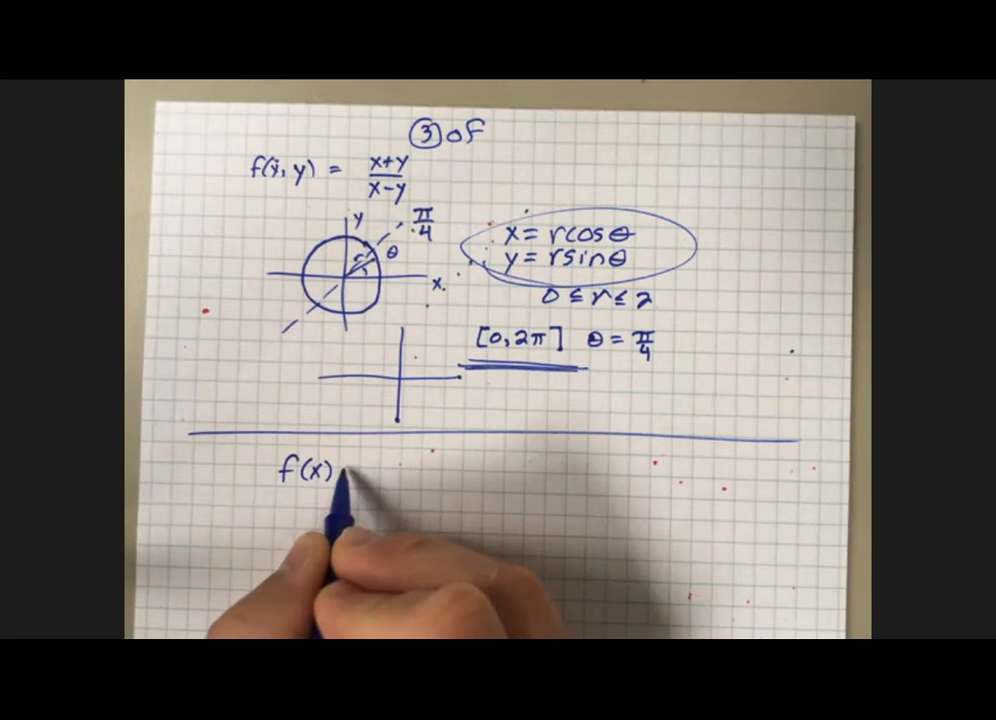 ③ of
f(x, y) = x+y / x-y
y
π/4
θ
x
x = r cos θ
y = r sin θ
0 ≤ r ≤ 2
[0, 2π] θ = π/4
f(x)